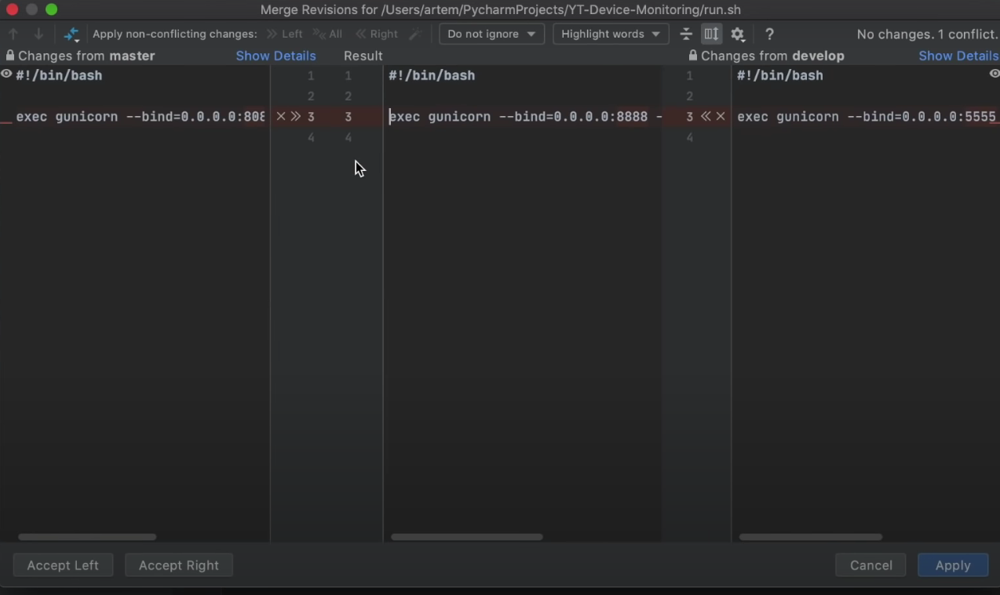 Merge Revisions for /Users/artem/PycharmProjects/YT-Device-Monitoring/run.sh
Apply non-conflicting changes: Left All Right Do not ignore Highlight words ? No changes. 1 conflict.
Changes from master Show Details Result Changes from develop Show Details
#!/bin/bash 1 1 #!/bin/bash 1 #!/bin/bash
2 2 2
exec gunicorn --bind=0.0.0.0:808 3 3 exec gunicorn --bind=0.0.0.0:8888 - 3 exec gunicorn --bind=0.0.0.0:5555
4 4 4
Accept Left Accept Right Cancel Apply